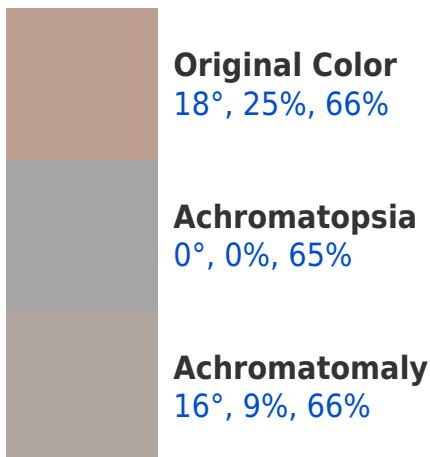 Original Color
18°, 25%, 66%
Achromatopsia
0°, 0%, 65%
Achromatomaly
16°, 9%, 66%